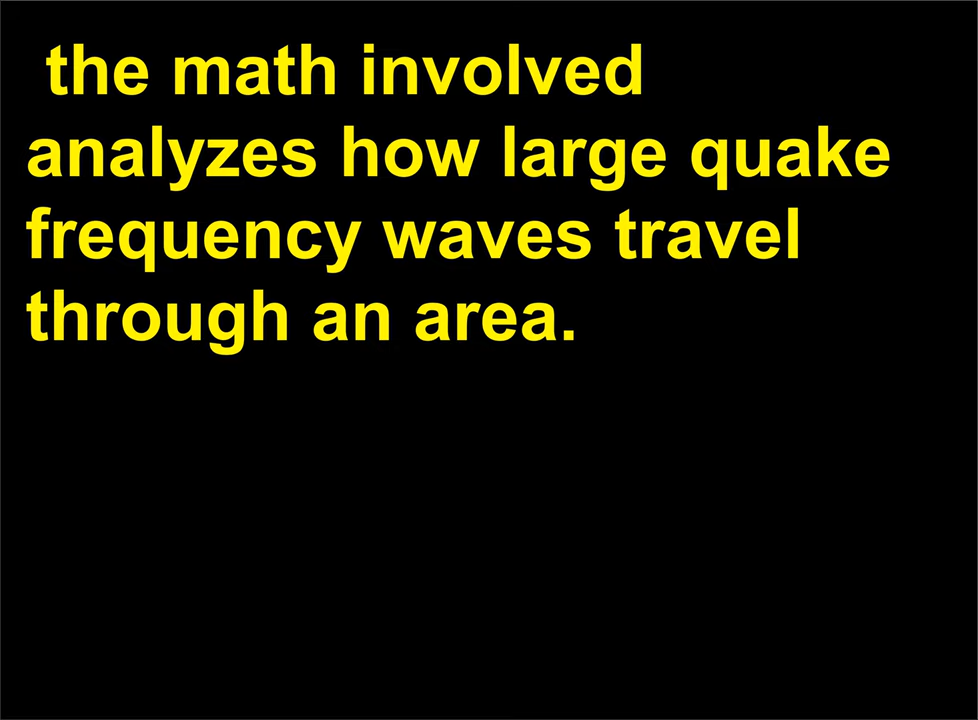 the math involved
analyzes how large quake
frequency waves travel
through an area.